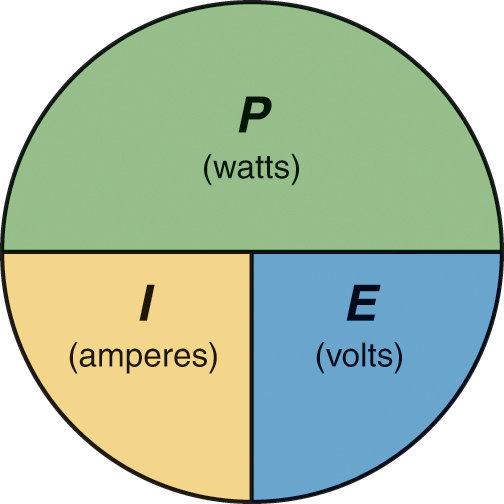 P
(watts)
I
(amperes)
E
(volts)